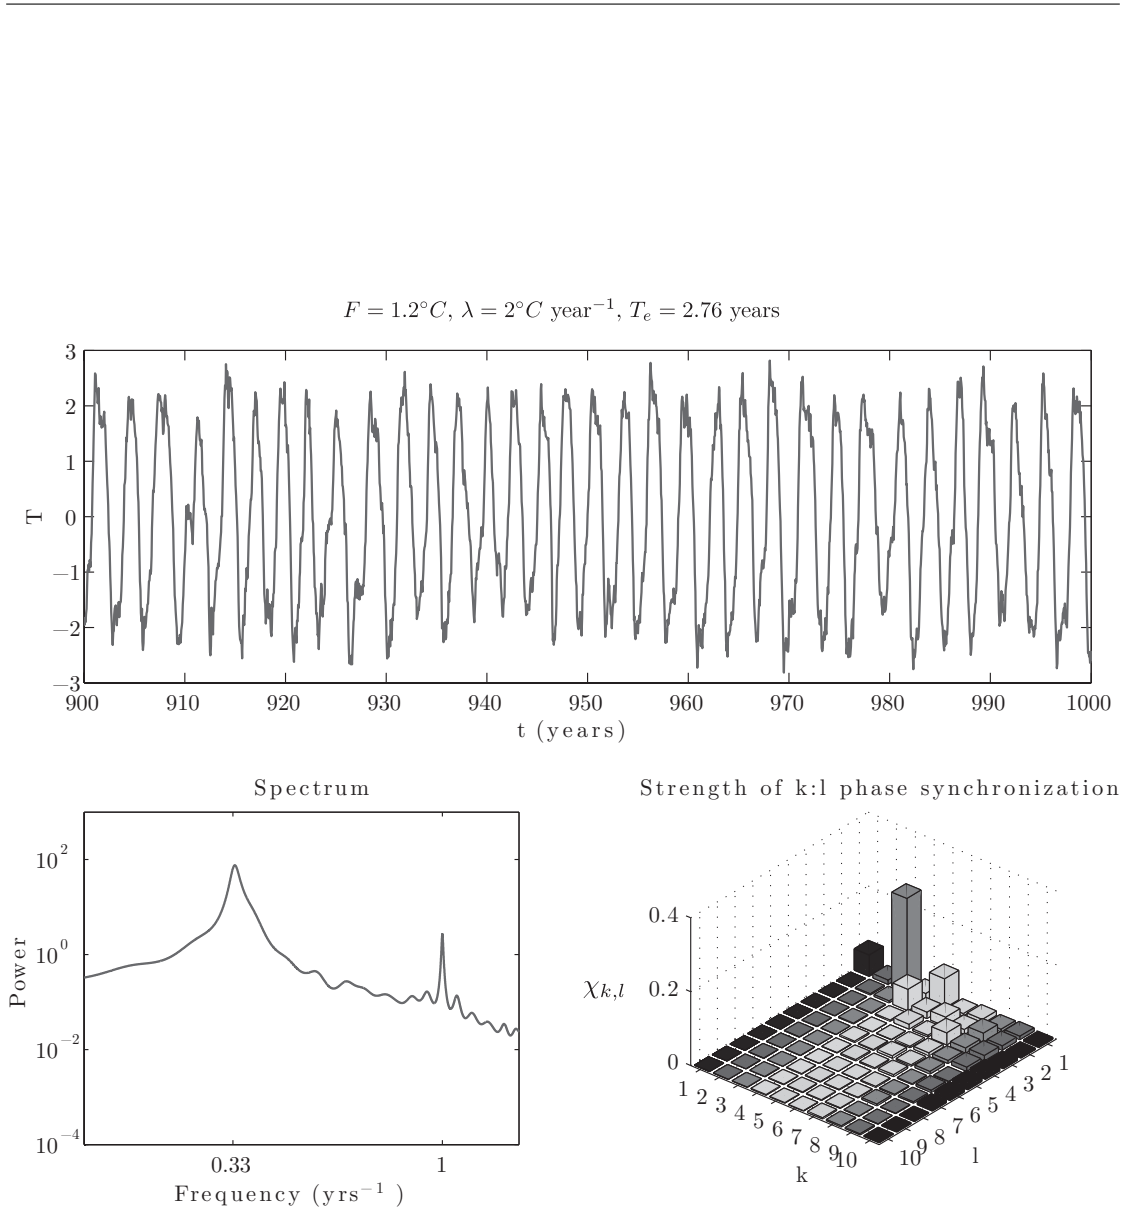 F = 1.2°C, λ = 2°C year⁻¹, Tₑ = 2.76 years
3
2
1
0
−1
−2
−3
T
900 910 920 930 940 950 960 970 980 990 1000
t (years)
Spectrum
10²
10⁰
10⁻²
10⁻⁴
Power
0.33 1
Frequency (yrs⁻¹ )
Strength of k:l phase synchronization
0.4
0.2
0
χk,l
1 2 3 4 5 6 7 8 9 10
k
10 9 8 7 6 5 4 3 2 1
l